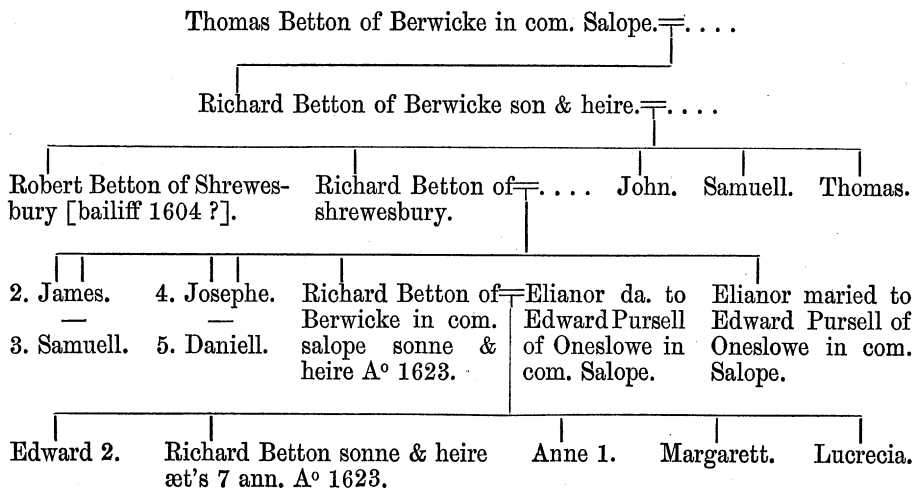 Thomas Betton of Berwicke in com. Salope.=. . . .
Richard Betton of Berwicke son & heire.=. . . .
Robert Betton of Shrewes-
bury [bailiff 1604 ?].
Richard Betton of=. . . .
shrewesbury.
John.
Samuell.
Thomas.
2. James.
—
3. Samuell.
4. Josephe.
—
5. Daniell.
Richard Betton of=
Berwicke in com.
salope sonne &
heire Aº 1623.
Elianor da. to
Edward Pursell
of Oneslowe in
com. Salope.
Elianor maried to
Edward Pursell of
Oneslowe in com.
Salope.
Edward 2.
Richard Betton sonne & heire
æt's 7 ann. Aº 1623.
Anne 1.
Margarett.
Lucrecia.